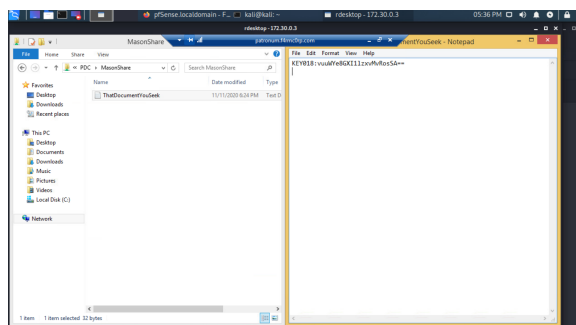 pfSense.localdomain - F...
kali@kali: ~
rdesktop - 172.30.0.3
05:36 PM
rdesktop - 172.30.0.3
MasonShare
File
Home
Share
View
PDC
MasonShare
Search MasonShare
Name
Date modified
Type
Favorites
Desktop
Downloads
Recent places
ThatDocumentYouSeek
11/11/2020 6:24 PM
Text D
This PC
Desktop
Documents
Downloads
Music
Pictures
Videos
Local Disk (C:)
Network
1 item
1 item selected 32 bytes
mentYouSeek - Notepad
File Edit Format View Help